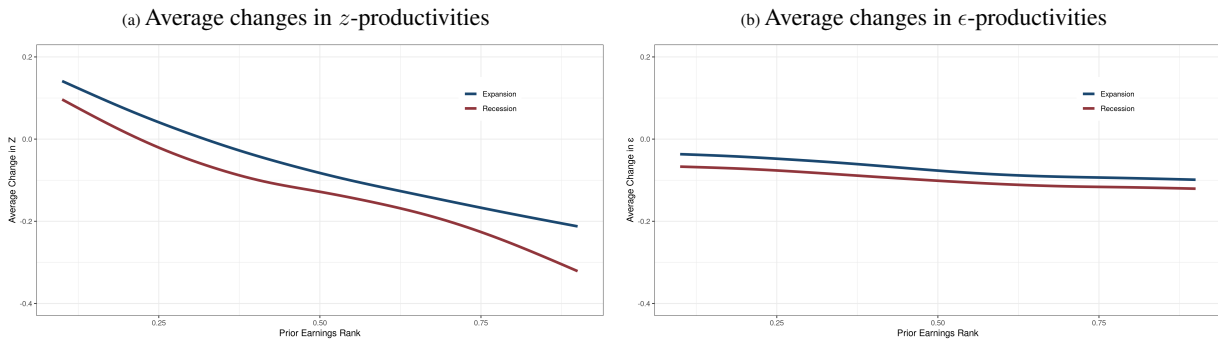 (a) Average changes in z-productivities
Average Change in Z
0.2
0.0
-0.2
-0.4
0.25
0.50
0.75
Prior Earnings Rank
Expansion
Recession
(b) Average changes in ϵ-productivities
Average Change in ε
0.2
0.0
-0.2
-0.4
0.25
0.50
0.75
Prior Earnings Rank
Expansion
Recession